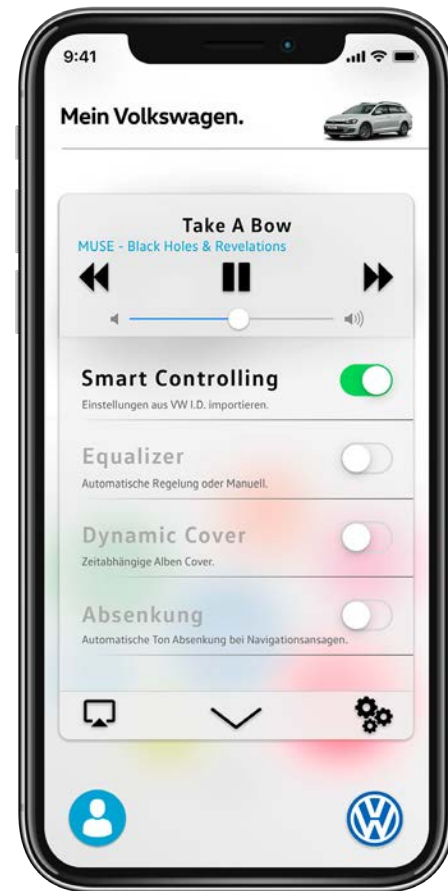 9:41
Mein Volkswagen.
Take A Bow
MUSE - Black Holes & Revelations
Smart Controlling
Einstellungen aus VW I.D. importieren.
Equalizer
Automatische Regelung oder Manuell.
Dynamic Cover
Zeitabhängige Alben Cover.
Absenkung
Automatische Ton Absenkung bei Navigationsansagen.
VW